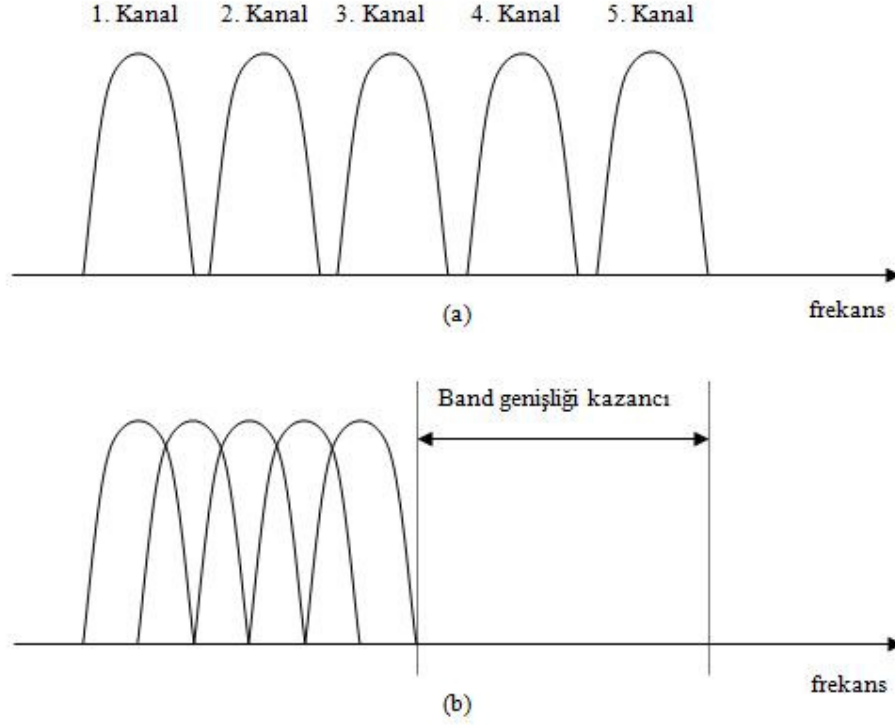 1. Kanal 2. Kanal 3. Kanal 4. Kanal 5. Kanal
frekans
(a)
Band genişliği kazancı
frekans
(b)